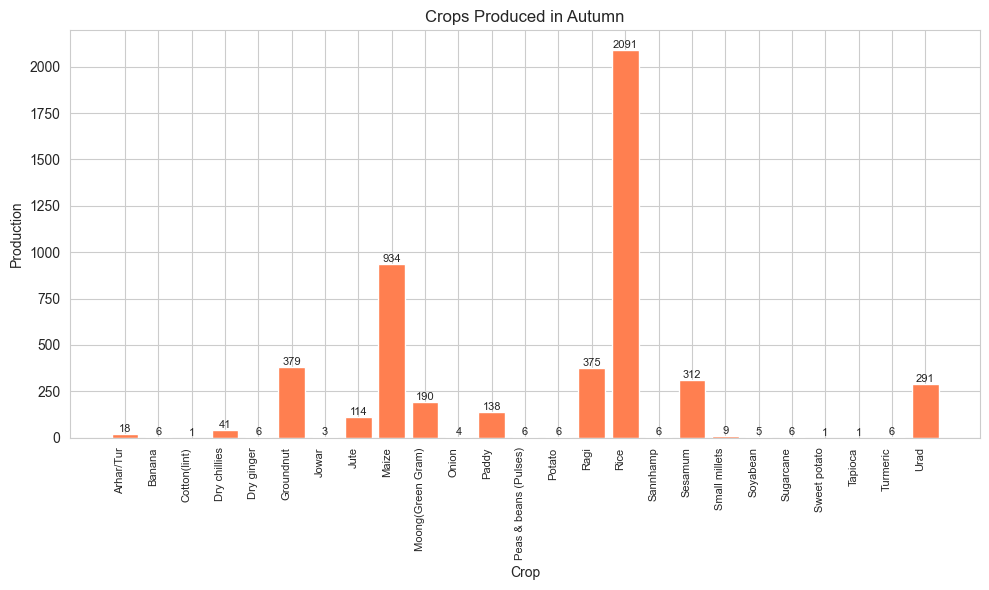 Crops Produced in Autumn
Production
2000
1750
1500
1250
1000
750
500
250
0
18
6
1
41
6
379
3
114
934
190
4
138
6
6
375
2091
6
312
9
5
6
1
1
6
291
Arhar/Tur
Banana
Cotton(lint)
Dry chillies
Dry ginger
Groundnut
Jowar
Jute
Maize
Moong(Green Gram)
Onion
Paddy
Peas & beans (Pulses)
Potato
Ragi
Rice
Sannhamp
Sesamum
Small millets
Soyabean
Sugarcane
Sweet potato
Tapioca
Turmeric
Urad
Crop